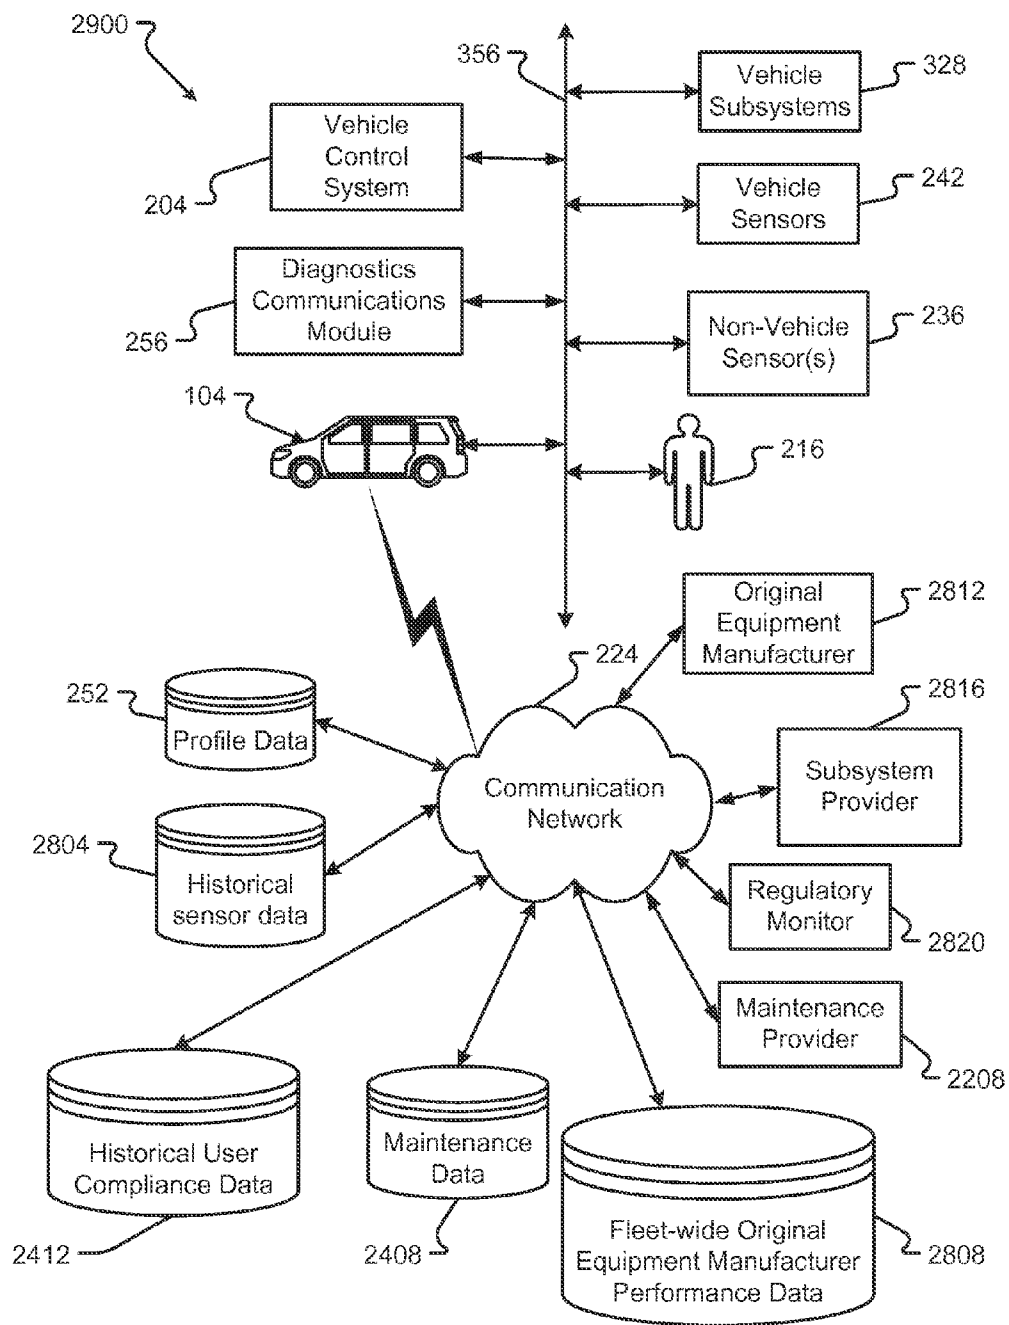 2900
356
Vehicle
Subsystems
328
Vehicle
Control
System
204
Vehicle
Sensors
242
Diagnostics
Communications
Module
256
Non-Vehicle
Sensor(s)
236
104
216
Original
Equipment
Manufacturer
2812
224
252
Profile Data
2816
Subsystem
Provider
Communication
Network
2804
Historical
sensor data
Regulatory
Monitor
2820
Maintenance
Provider
2208
Historical User
Compliance Data
2412
Maintenance
Data
2408
Fleet-wide Original
Equipment Manufacturer
Performance Data
2808